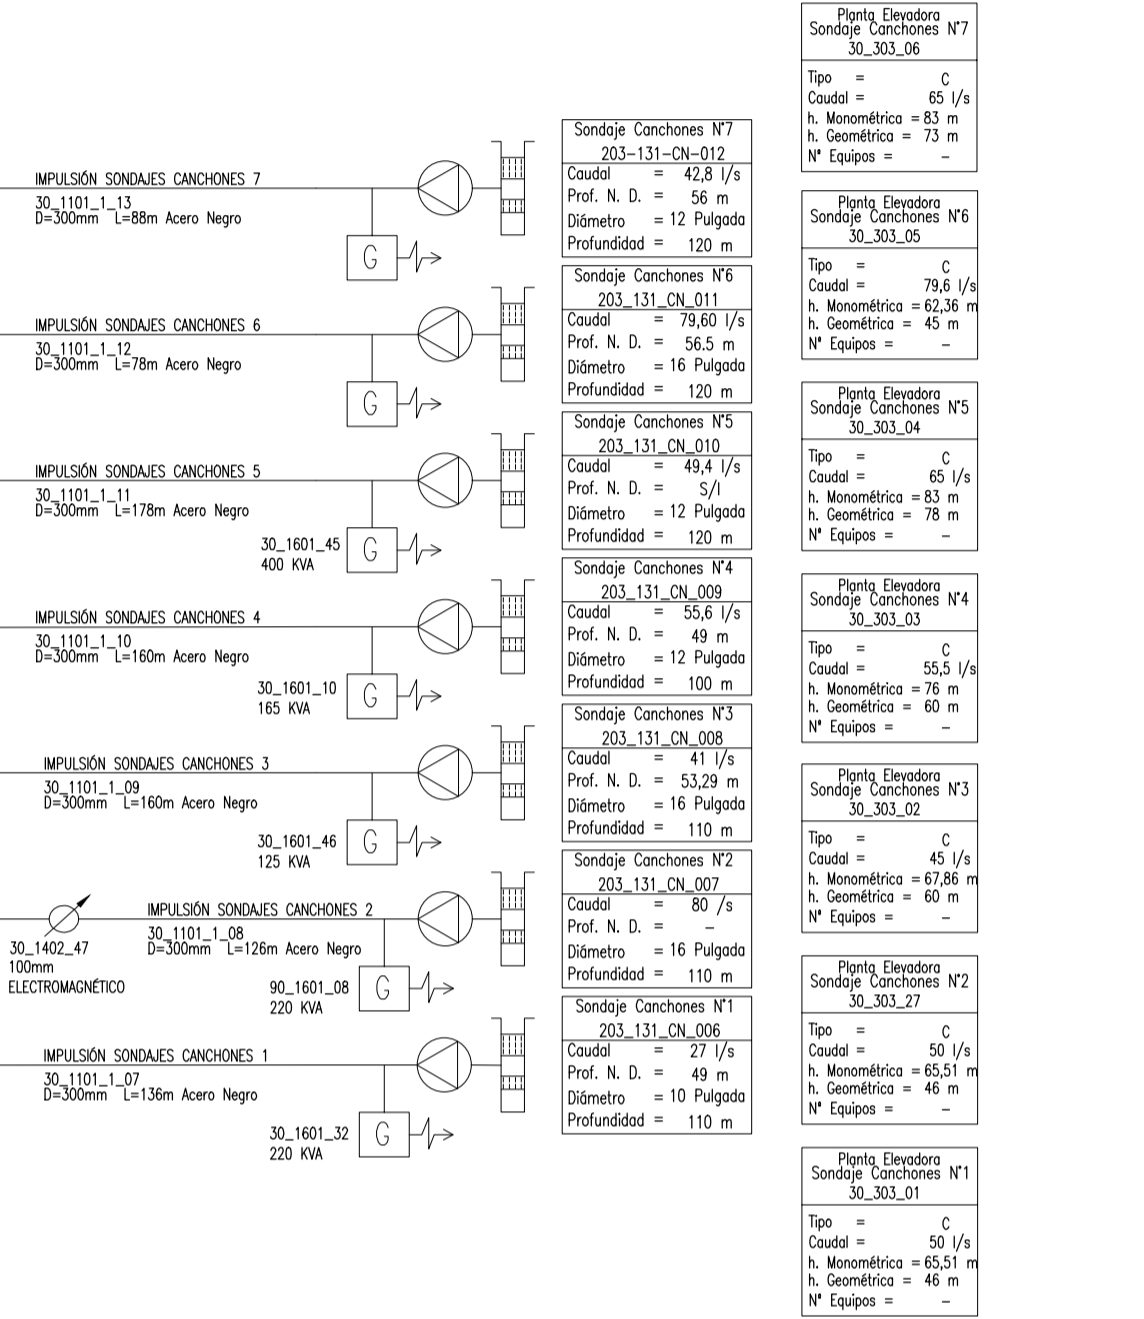 IMPULSIÓN SONDAJES CANCHONES 7
30_1101_1_13
D=300mm L=88m Acero Negro
G
IMPULSIÓN SONDAJES CANCHONES 6
30_1101_1_12
D=300mm L=78m Acero Negro
G
IMPULSIÓN SONDAJES CANCHONES 5
30_1101_1_11
D=300mm L=178m Acero Negro
30_1601_45
400 KVA
G
IMPULSIÓN SONDAJES CANCHONES 4
30_1101_1_10
D=300mm L=160m Acero Negro
30_1601_10
165 KVA
G
IMPULSIÓN SONDAJES CANCHONES 3
30_1101_1_09
D=300mm L=160m Acero Negro
30_1601_46
125 KVA
G
30_1402_47
100mm
ELECTROMAGNÉTICO
IMPULSIÓN SONDAJES CANCHONES 2
30_1101_1_08
D=300mm L=126m Acero Negro
90_1601_08
220 KVA
G
IMPULSIÓN SONDAJES CANCHONES 1
30_1101_1_07
D=300mm L=136m Acero Negro
30_1601_32
220 KVA
G
Sondaje Canchones N°7
203-131-CN-012
Caudal = 42,8 l/s
Prof. N. D. = 56 m
Diámetro = 12 Pulgada
Profundidad = 120 m
Sondaje Canchones N°6
203_131_CN_011
Caudal = 79,60 l/s
Prof. N. D. = 56.5 m
Diámetro = 16 Pulgada
Profundidad = 120 m
Sondaje Canchones N°5
203_131_CN_010
Caudal = 49,4 l/s
Prof. N. D. = S/I
Diámetro = 12 Pulgada
Profundidad = 120 m
Sondaje Canchones N°4
203_131_CN_009
Caudal = 55,6 l/s
Prof. N. D. = 49 m
Diámetro = 12 Pulgada
Profundidad = 100 m
Sondaje Canchones N°3
203_131_CN_008
Caudal = 41 l/s
Prof. N. D. = 53,29 m
Diámetro = 16 Pulgada
Profundidad = 110 m
Sondaje Canchones N°2
203_131_CN_007
Caudal = 80 /s
Prof. N. D. = –
Diámetro = 16 Pulgada
Profundidad = 110 m
Sondaje Canchones N°1
203_131_CN_006
Caudal = 27 l/s
Prof. N. D. = 49 m
Diámetro = 10 Pulgada
Profundidad = 110 m
Planta Elevadora
Sondaje Canchones N°7
30_303_06
Tipo = C
Caudal = 65 l/s
h. Monométrica = 83 m
h. Geométrica = 73 m
N° Equipos = –
Planta Elevadora
Sondaje Canchones N°6
30_303_05
Tipo = C
Caudal = 79,6 l/s
h. Monométrica = 62,36 m
h. Geométrica = 45 m
N° Equipos = –
Planta Elevadora
Sondaje Canchones N°5
30_303_04
Tipo = C
Caudal = 65 l/s
h. Monométrica = 83 m
h. Geométrica = 78 m
N° Equipos = –
Planta Elevadora
Sondaje Canchones N°4
30_303_03
Tipo = C
Caudal = 55,5 l/s
h. Monométrica = 76 m
h. Geométrica = 60 m
N° Equipos = –
Planta Elevadora
Sondaje Canchones N°3
30_303_02
Tipo = C
Caudal = 45 l/s
h. Monométrica = 67,86 m
h. Geométrica = 60 m
N° Equipos = –
Planta Elevadora
Sondaje Canchones N°2
30_303_27
Tipo = C
Caudal = 50 l/s
h. Monométrica = 65,51 m
h. Geométrica = 46 m
N° Equipos = –
Planta Elevadora
Sondaje Canchones N°1
30_303_01
Tipo = C
Caudal = 50 l/s
h. Monométrica = 65,51 m
h. Geométrica = 46 m
N° Equipos = –